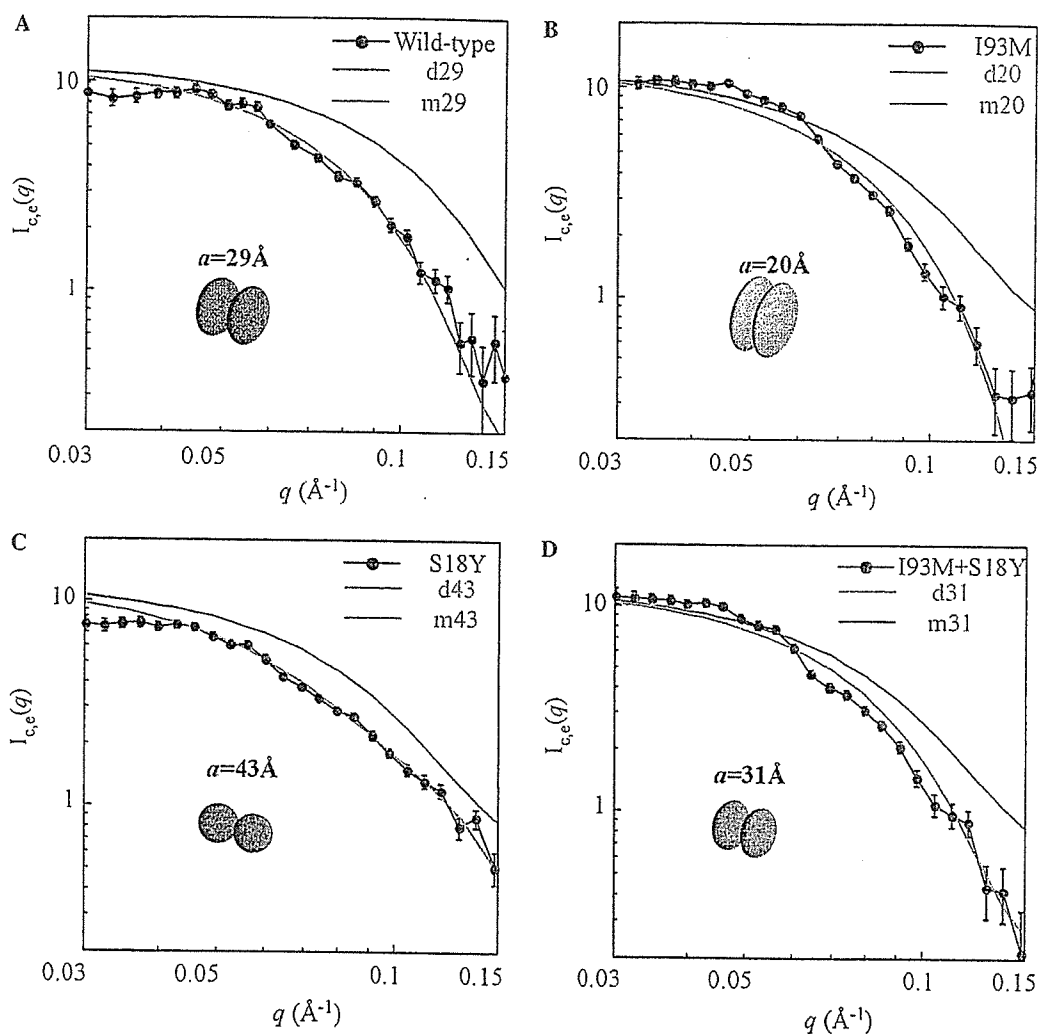 A
Wild-type
d29
m29
10
1
I_c,e(q)
a=29Å
0.03
0.05
0.1
0.15
q (Å⁻¹)
B
I93M
d20
m20
10
1
I_c,e(q)
a=20Å
0.03
0.05
0.1
0.15
q (Å⁻¹)
C
S18Y
d43
m43
10
1
I_c,e(q)
a=43Å
0.03
0.05
0.1
0.15
q (Å⁻¹)
D
I93M+S18Y
d31
m31
10
1
I_c,e(q)
a=31Å
0.03
0.05
0.1
0.15
q (Å⁻¹)